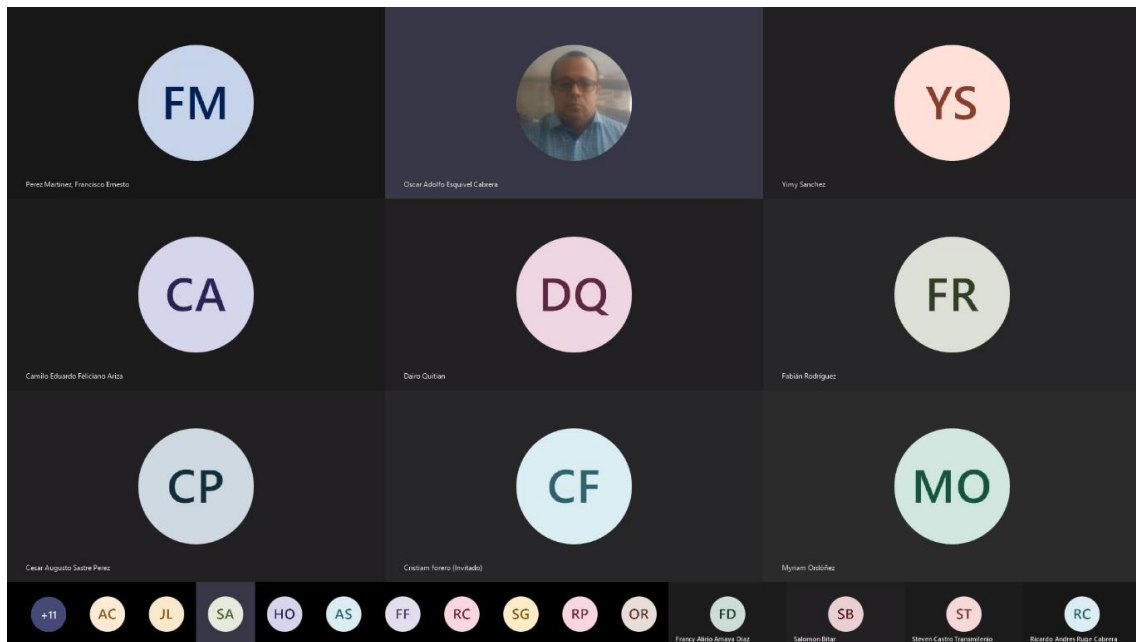 FM
Perez Martinez, Francisco Ernesto
Oscar Adolfo Esquivel Cabrera
YS
Yimy Sanchez
CA
Camilo Eduardo Feliciano Ariza
DQ
Dairo Quitian
FR
Fabián Rodríguez
CP
Cesar Augusto Sastre Perez
CF
Cristiam forero (Invitado)
MO
Myriam Ordóñez
+11
AC
JL
SA
HO
AS
FF
RC
SG
RP
OR
FD
Francy Alirio Amaya Diaz
SB
Salomon Bitar
ST
Steven Castro Transmilenio
RC
Ricardo Andres Ruge Cabrera